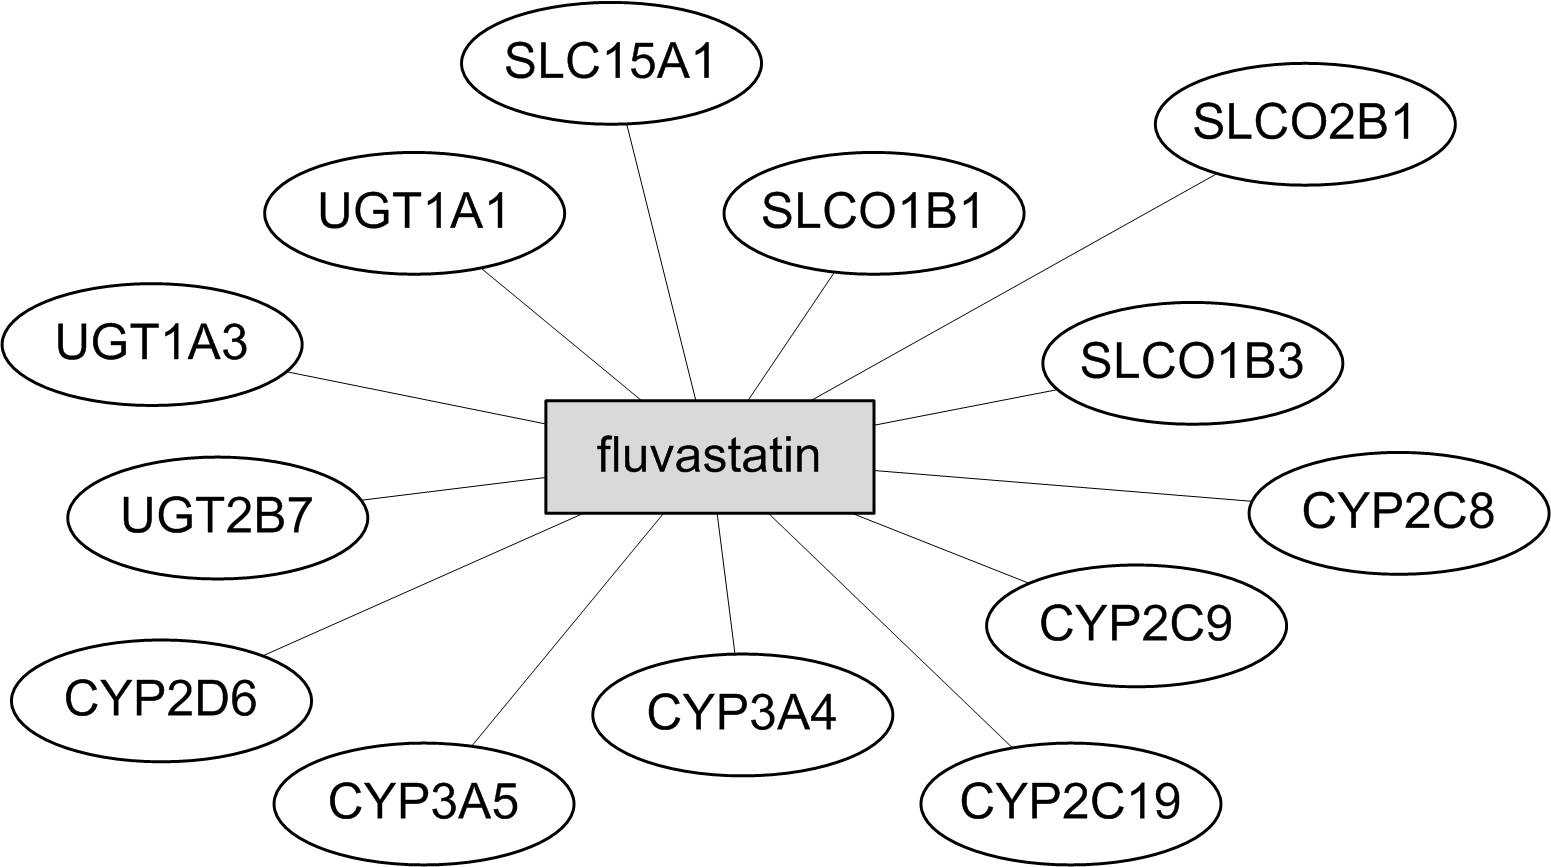 SLC15A1
SLCO2B1
UGT1A1
SLCO1B1
UGT1A3
SLCO1B3
fluvastatin
UGT2B7
CYP2C8
CYP2C9
CYP2D6
CYP3A4
CYP3A5
CYP2C19